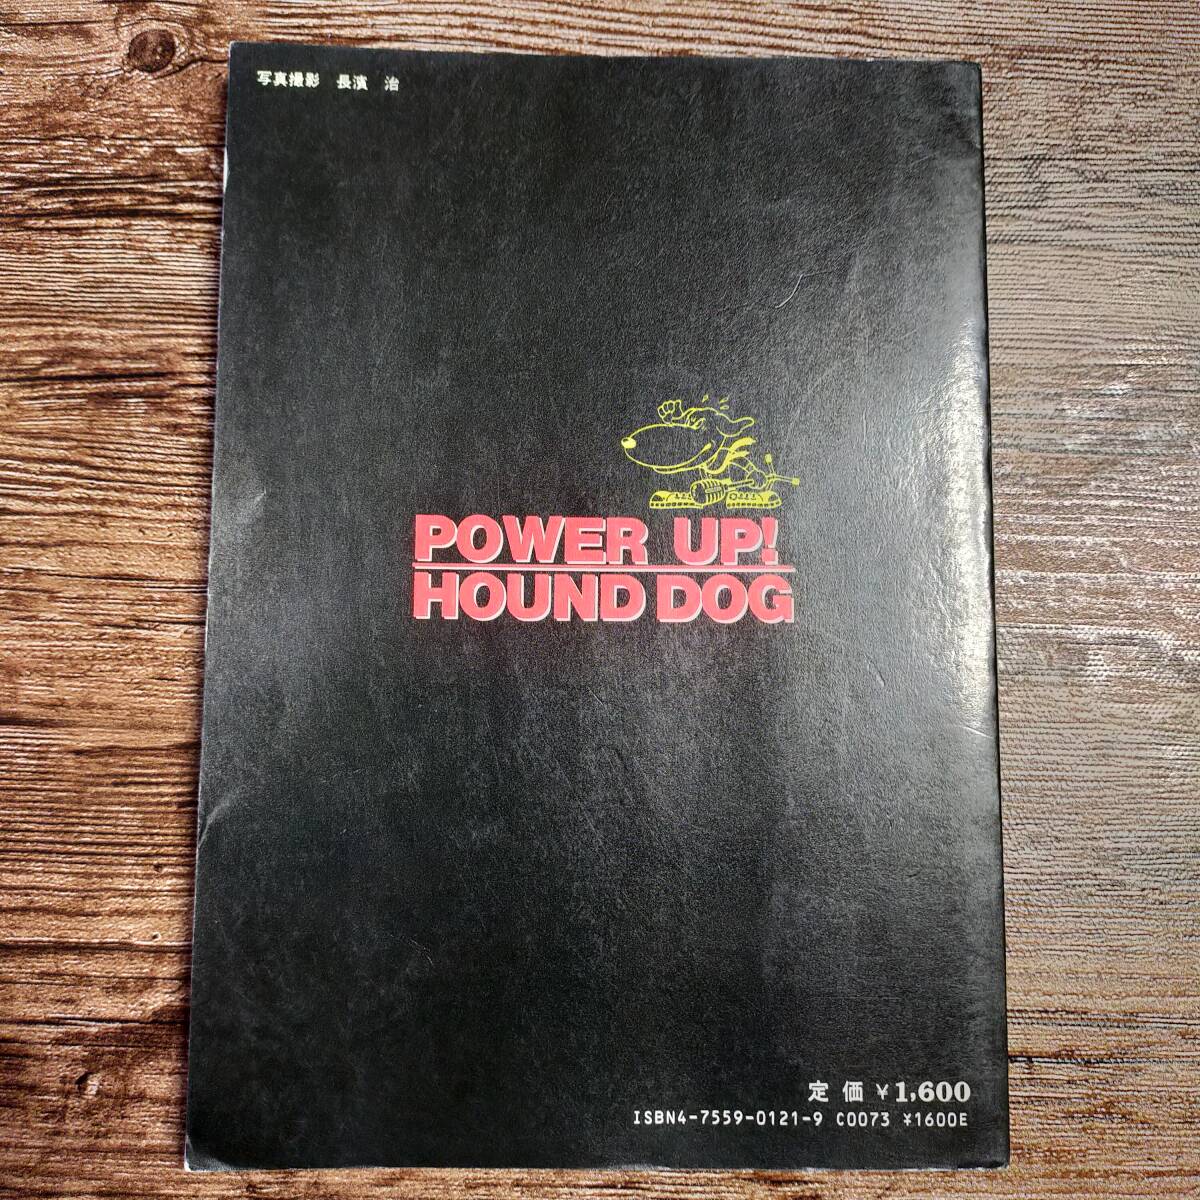 写真撮影 長濱 治
POWER UP!
HOUND DOG
定価 ¥1,600
ISBN4-7559-0121-9 C0073 ¥1600E